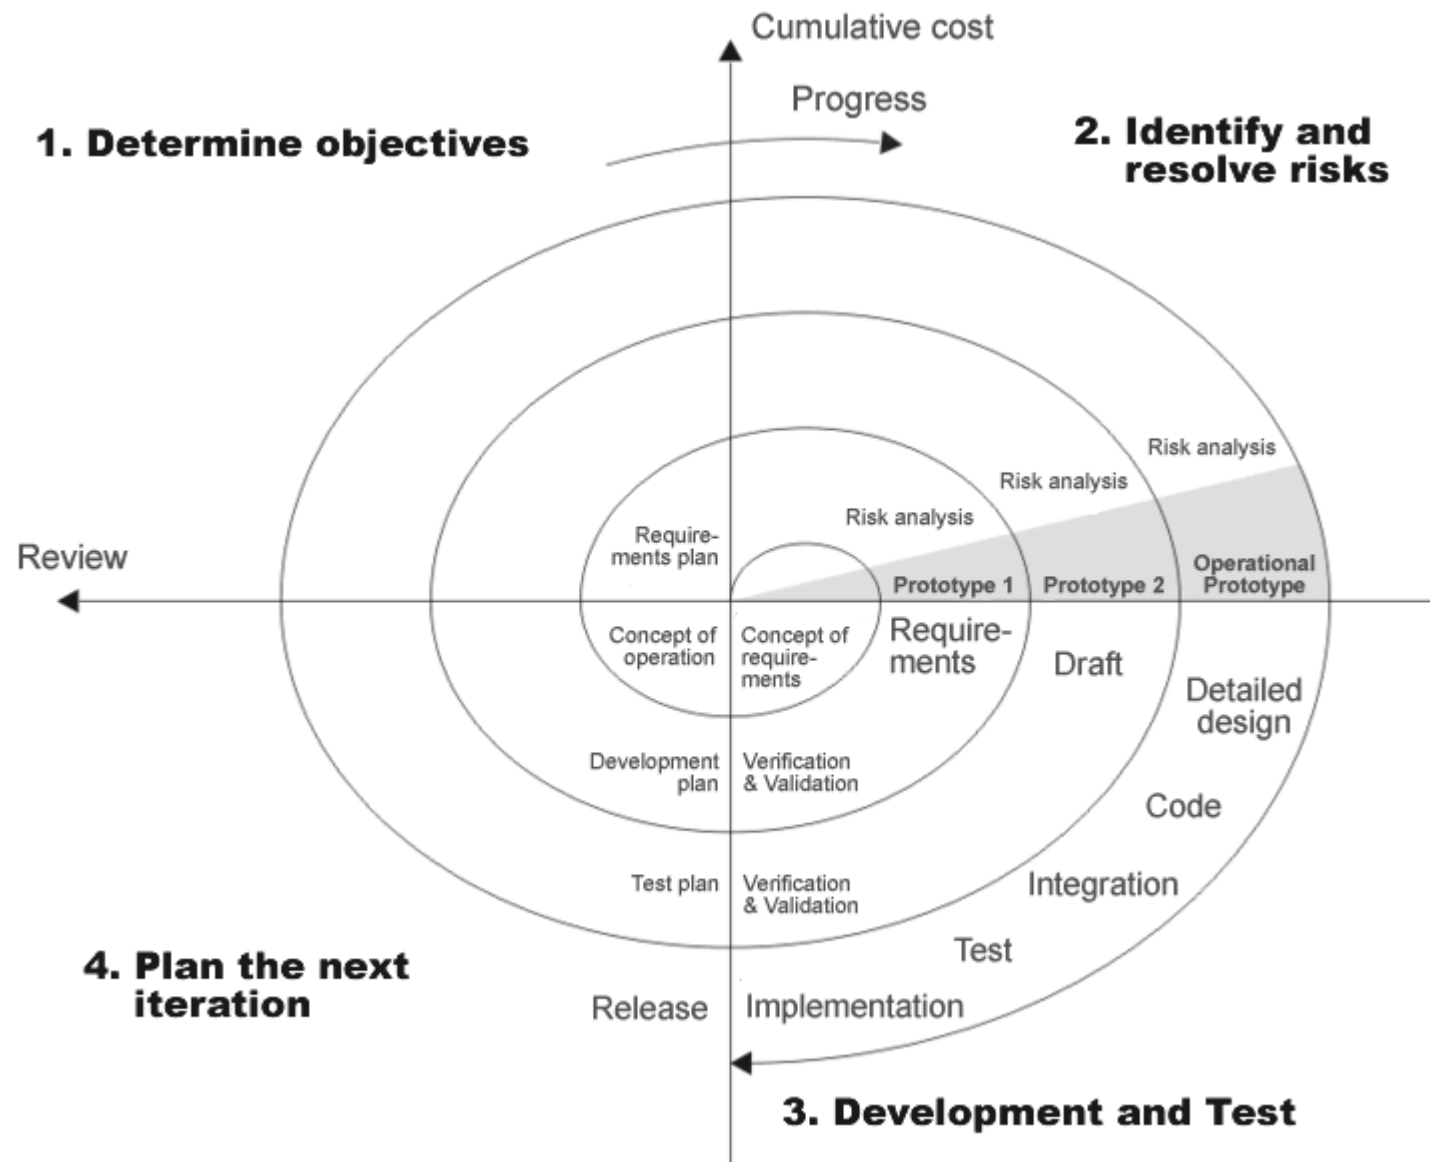 Cumulative cost
Progress
1. Determine objectives
2. Identify and
resolve risks
Risk analysis
Risk analysis
Risk analysis
Require-
ments plan
Review
Prototype 1
Prototype 2
Operational
Prototype
Concept of
operation
Concept of
require-
ments
Require-
ments
Draft
Detailed
design
Development
plan
Verification
& Validation
Code
Test plan
Verification
& Validation
Integration
Test
4. Plan the next
iteration
Release
Implementation
3. Development and Test